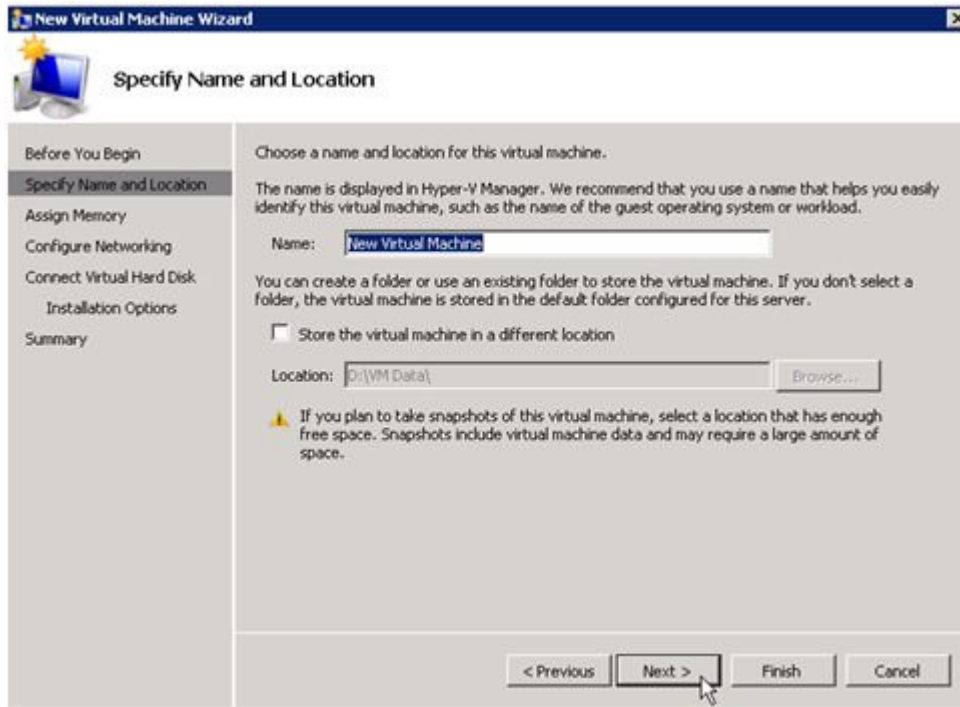 New Virtual Machine Wizard
Specify Name and Location
Before You Begin
Specify Name and Location
Assign Memory
Configure Networking
Connect Virtual Hard Disk
Installation Options
Summary
Choose a name and location for this virtual machine.
The name is displayed in Hyper-V Manager. We recommend that you use a name that helps you easily
identify this virtual machine, such as the name of the guest operating system or workload.
Name: New Virtual Machine
You can create a folder or use an existing folder to store the virtual machine. If you don't select a
folder, the virtual machine is stored in the default folder configured for this server.
Store the virtual machine in a different location
Location: D:\VM Data\ Browse...
If you plan to take snapshots of this virtual machine, select a location that has enough
free space. Snapshots include virtual machine data and may require a large amount of
space.
< Previous Next > Finish Cancel